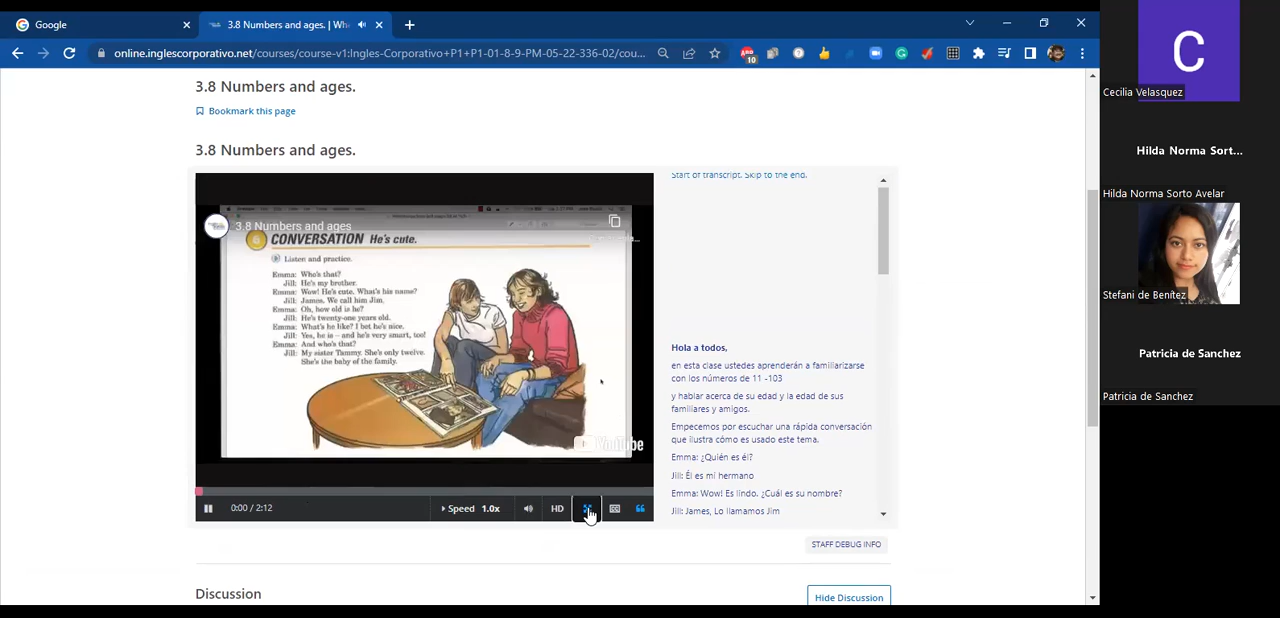 Google
3.8 Numbers and ages. | Wh
online.inglescorporativo.net/courses/course-v1:Ingles-Corporativo+P1+P1-01-8-9-PM-05-22-336-02/cou...
10
3.8 Numbers and ages.
Bookmark this page
3.8 Numbers and ages.
3.8 Numbers and ages
CONVERSATION He's cute.
Listen and practice.
Emma: Who's that?
Jill: He's my brother.
Emma: Wow! He's cute. What's his name?
Jill: James. We call him Jim.
Emma: Oh, how old is he?
Jill: He's twenty-one years old.
Emma: What's he like? I bet he's nice.
Jill: Yes, he is – and he's very smart, too!
Emma: And who's that?
Jill: My sister Tammy. She's only twelve.
She's the baby of the family.
YouTube
0:00 / 2:12
Speed 1.0x
HD
Start of transcript. Skip to the end.
Hola a todos,
en esta clase ustedes aprenderán a familiarizarse
con los números de 11 -103
y hablar acerca de su edad y la edad de sus
familiares y amigos.
Empecemos por escuchar una rápida conversación
que ilustra cómo es usado este tema.
Emma: ¿Quién es él?
Jill: Él es mi hermano
Emma: Wow! Es lindo. ¿Cuál es su nombre?
Jill: James, Lo llamamos Jim
STAFF DEBUG INFO
Discussion
Hide Discussion
C
Cecilia Velasquez
Hilda Norma Sort...
Hilda Norma Sorto Avelar
Stefani de Benítez
Patricia de Sanchez
Patricia de Sanchez